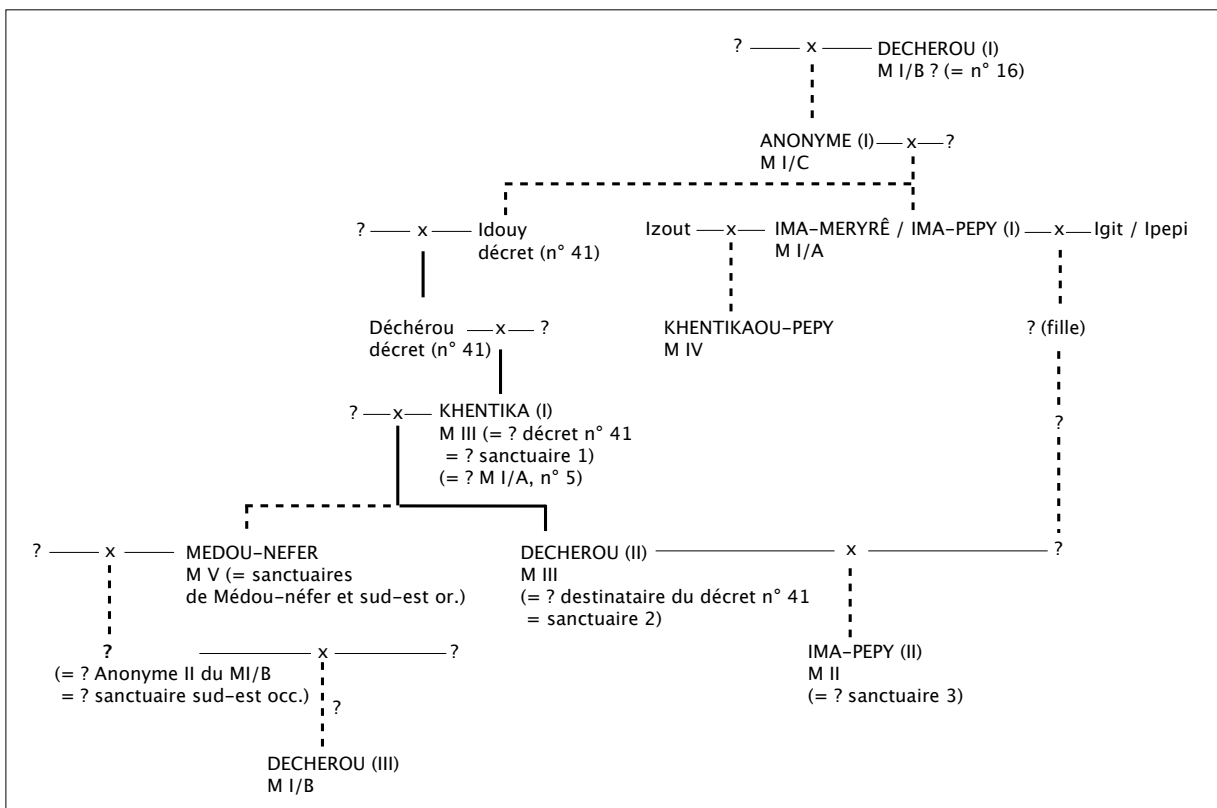 ? x DECHEROU (I)
M I/B ? (= n° 16)
ANONYME (I) x ?
M I/C
? x Idouy
décret (n° 41)
Izout x IMA-MERYRÊ / IMA-PEPY (I) x Igit / Ipepi
M I/A
Déchérou x ?
décret (n° 41)
KHENTIKAOU-PEPY
M IV
? (fille)
? x KHENTIKA (I)
M III (= ? décret n° 41
= ? sanctuaire 1)
(= ? M I/A, n° 5)
?
? x MEDOU-NEFER
M V (= sanctuaires
de Médou-néfer et sud-est or.)
DECHEROU (II) x ?
M III
(= ? destinataire du décret n° 41
= sanctuaire 2)
? x ?
(= ? Anonyme II du MI/B
= ? sanctuaire sud-est occ.)
IMA-PEPY (II)
M II
(= ? sanctuaire 3)
?
DECHEROU (III)
M I/B